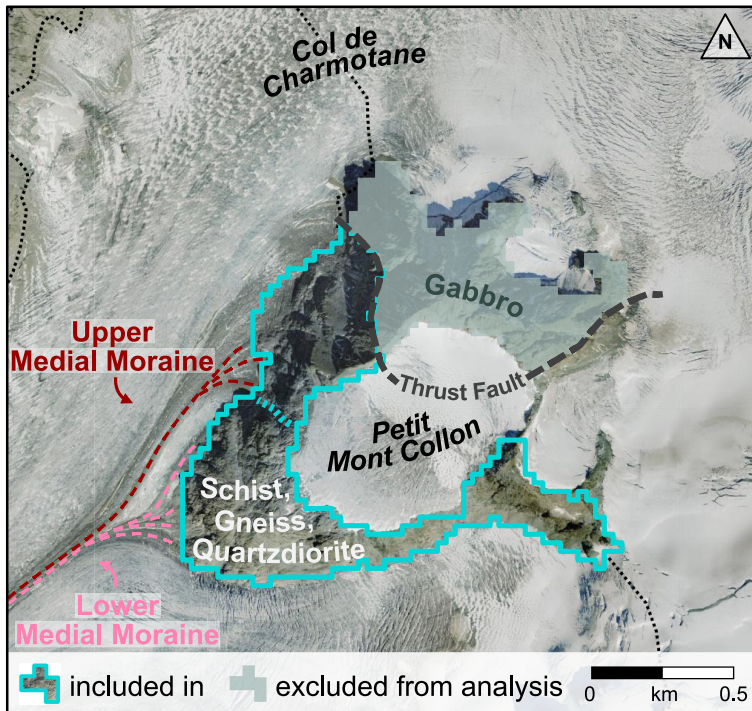 N
Col de
Charmotane
Gabbro
Upper
Medial Moraine
Thrust Fault
Petit
Mont Collon
Schist,
Gneiss,
Quartzdiorite
Lower
Medial Moraine
included in
excluded from analysis
0 km 0.5